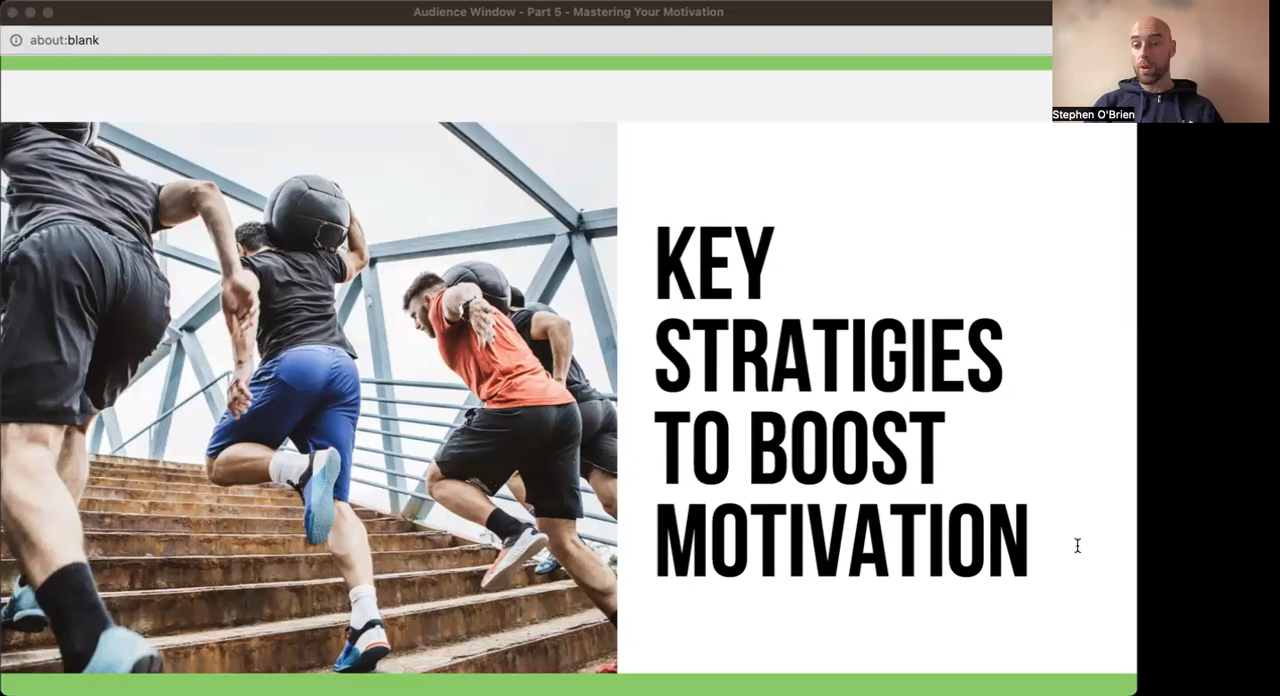 Audience Window - Part 5 - Mastering Your Motivation
about:blank
Stephen O'Brien
KEY
STRATIGIES
TO BOOST
MOTIVATION